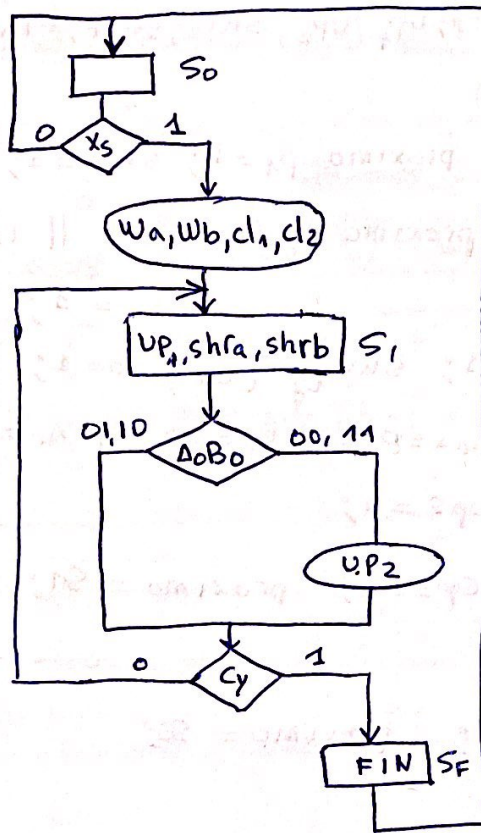 S0
0 Xs 1
Wa, Wb, cl1, cl2
UP1, shra, shrb S1
01,10 A0B0 00, 11
UP2
0 Cy 1
FIN SF